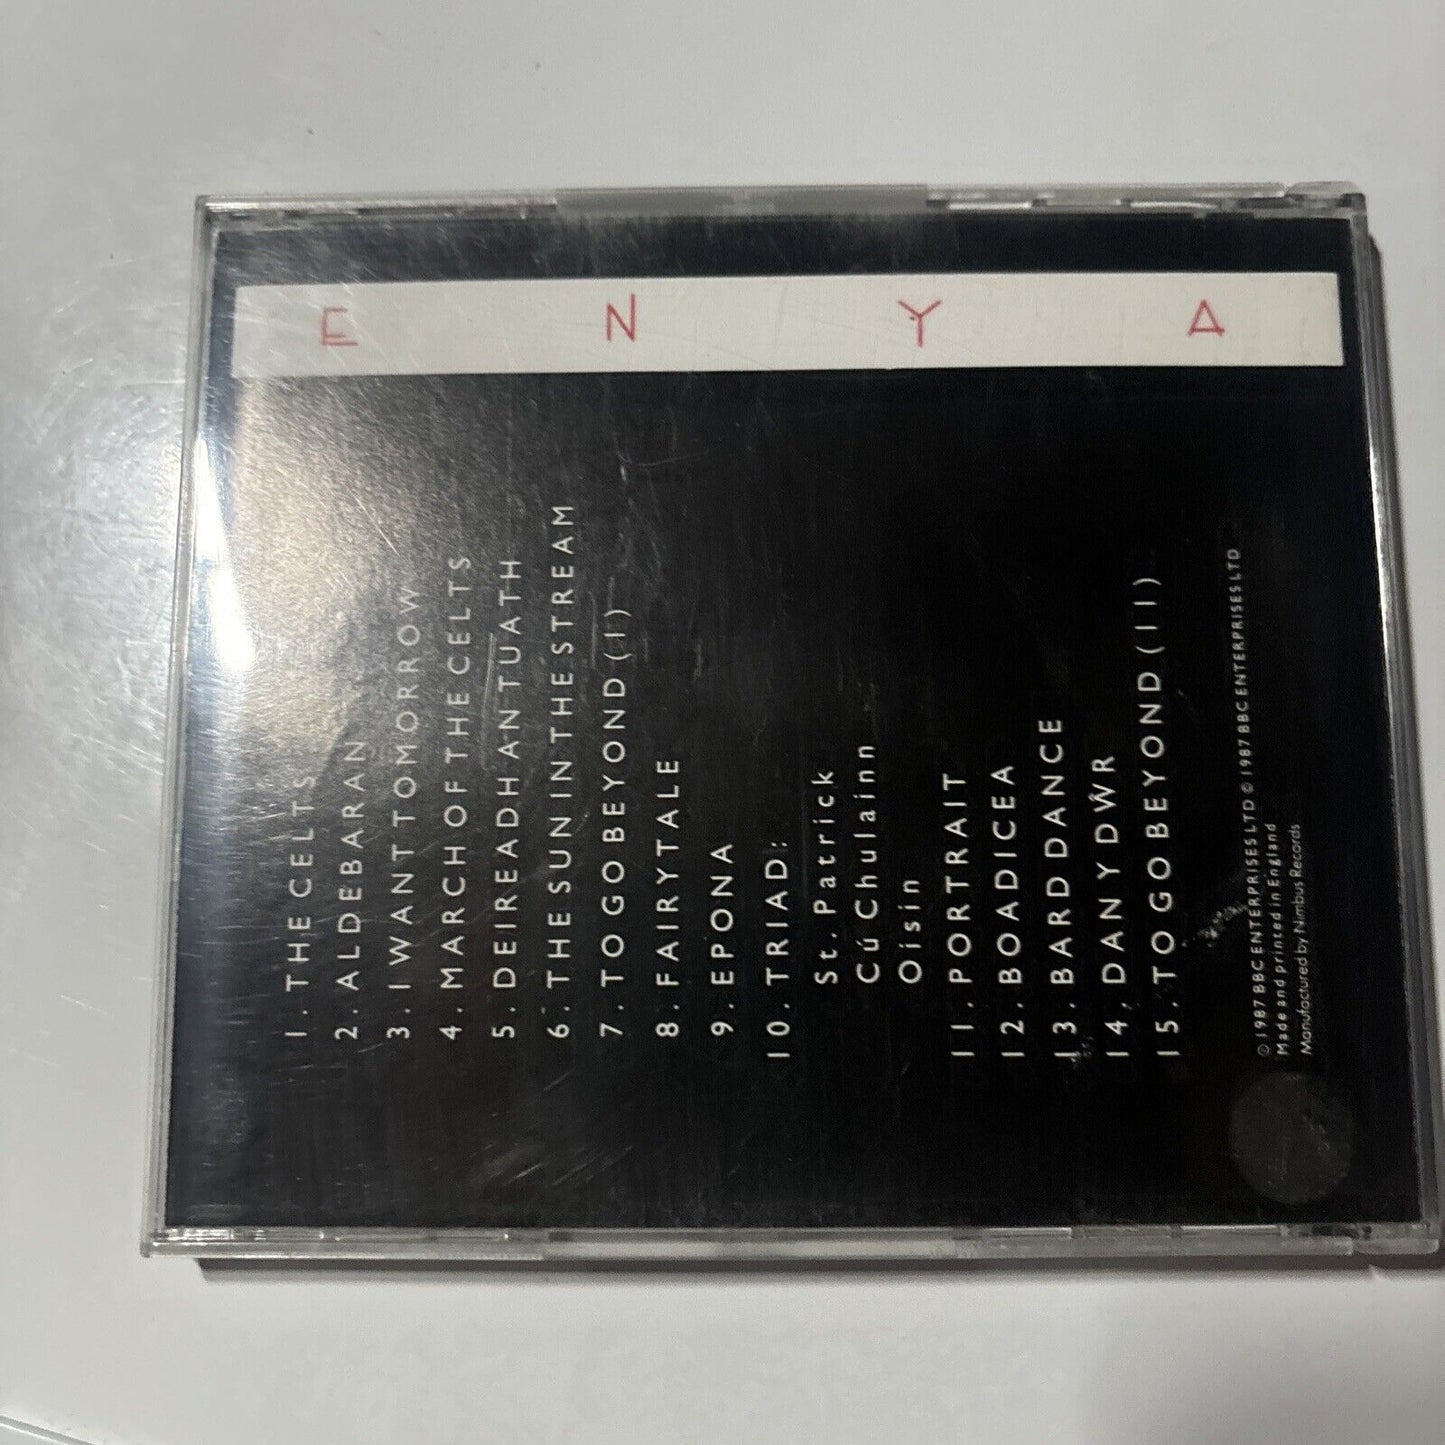 ENYA
1. THE CELTS
2. ALDEBARAN
3. I WANT TOMORROW
4. MARCH OF THE CELTS
5. DEIREADH AN TUATH
6. THE SUN IN THE STREAM
7. TO GO BEYOND (I)
8. FAIRYTALE
9. EPONA
10. TRIAD:
St. Patrick
Cú Chulainn
Oisin
11. PORTRAIT
12. BOADICEA
13. BARD DANCE
14. DAN Y DŴR
15. TO GO BEYOND (II)
℗ 1987 BBC ENTERPRISES LTD © 1987 BBC ENTERPRISES LTD
Made and printed in England
Manufactured by Nimbus Records